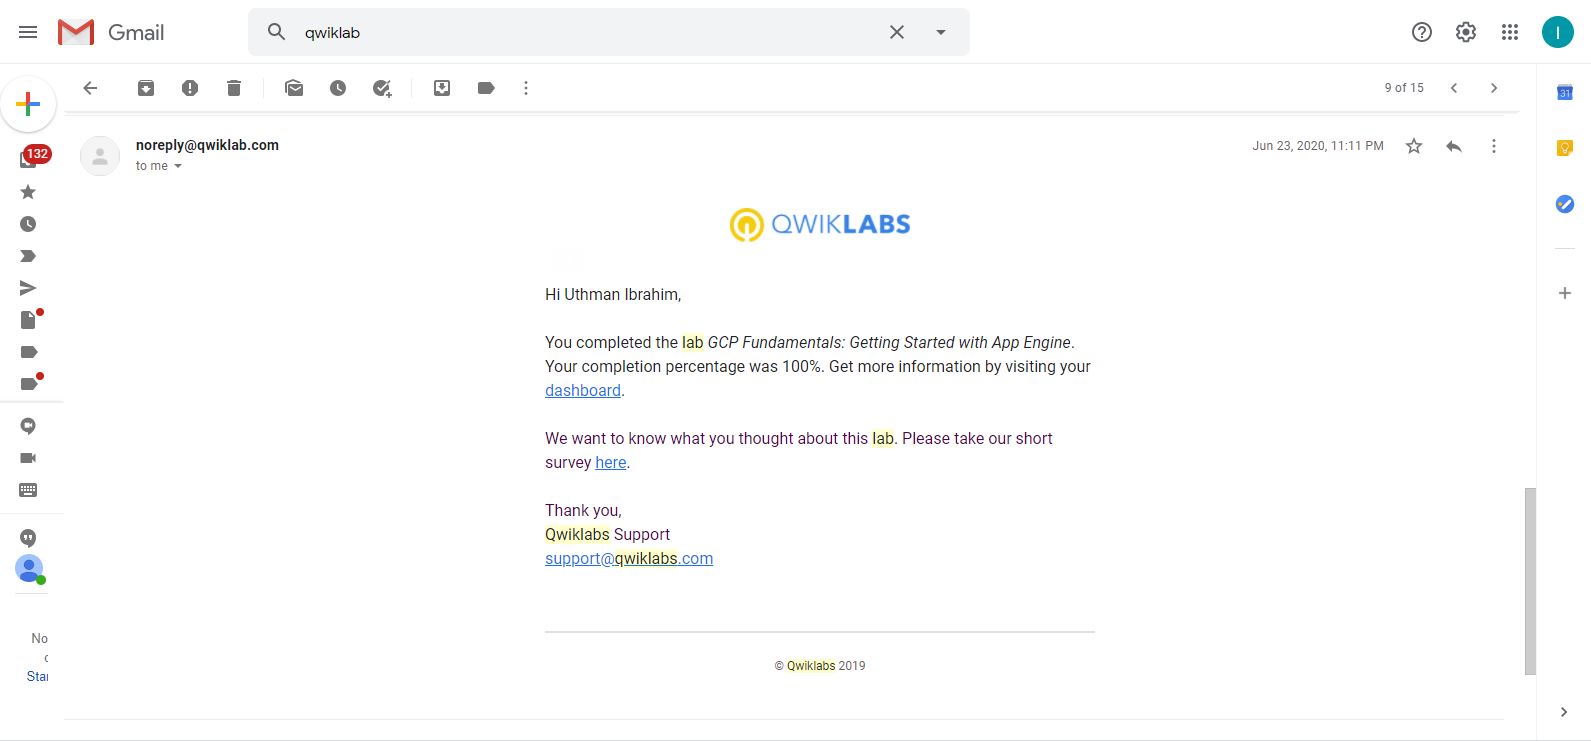 Gmail
qwiklab
I
9 of 15
31
132
noreply@qwiklab.com
Jun 23, 2020, 11:11 PM
to me
QWIKLABS
Hi Uthman Ibrahim,
You completed the lab GCP Fundamentals: Getting Started with App Engine.
Your completion percentage was 100%. Get more information by visiting your
dashboard.
We want to know what you thought about this lab. Please take our short
survey here.
Thank you,
Qwiklabs Support
support@qwiklabs.com
No
Star
© Qwiklabs 2019